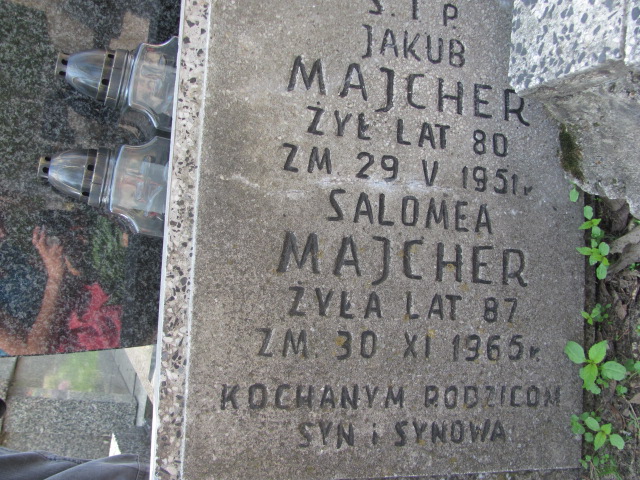 Ś. † P.
JAKUB
MAJCHER
ŻYŁ LAT 80
ZM 29 V 1951 r.
SALOMEA
MAJCHER
ŻYŁA LAT 87
ZM. 30 XI 1965 r.
KOCHANYM RODZICOM
SYN i SYNOWA